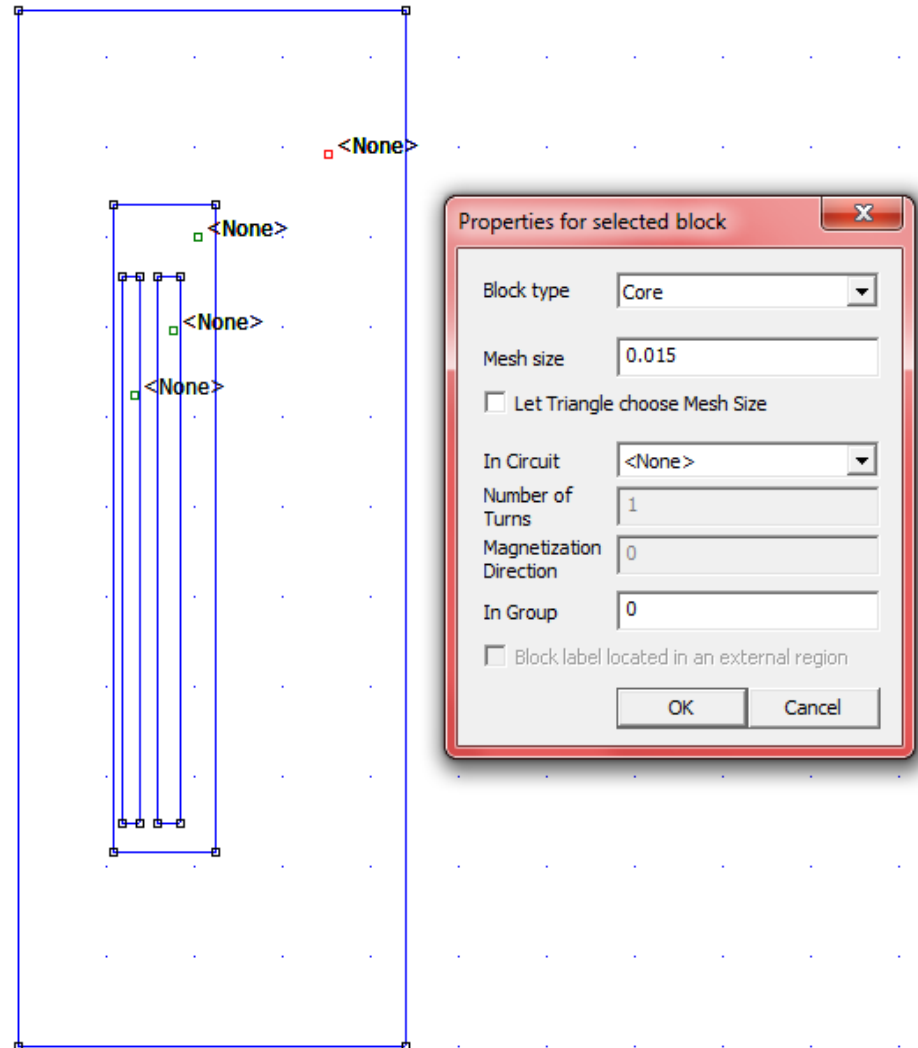 <None>
<None>
<None>
<None>
Properties for selected block
Block type Core
Mesh size 0.015
Let Triangle choose Mesh Size
In Circuit <None>
Number of
Turns 1
Magnetization
Direction 0
In Group 0
Block label located in an external region
OK Cancel